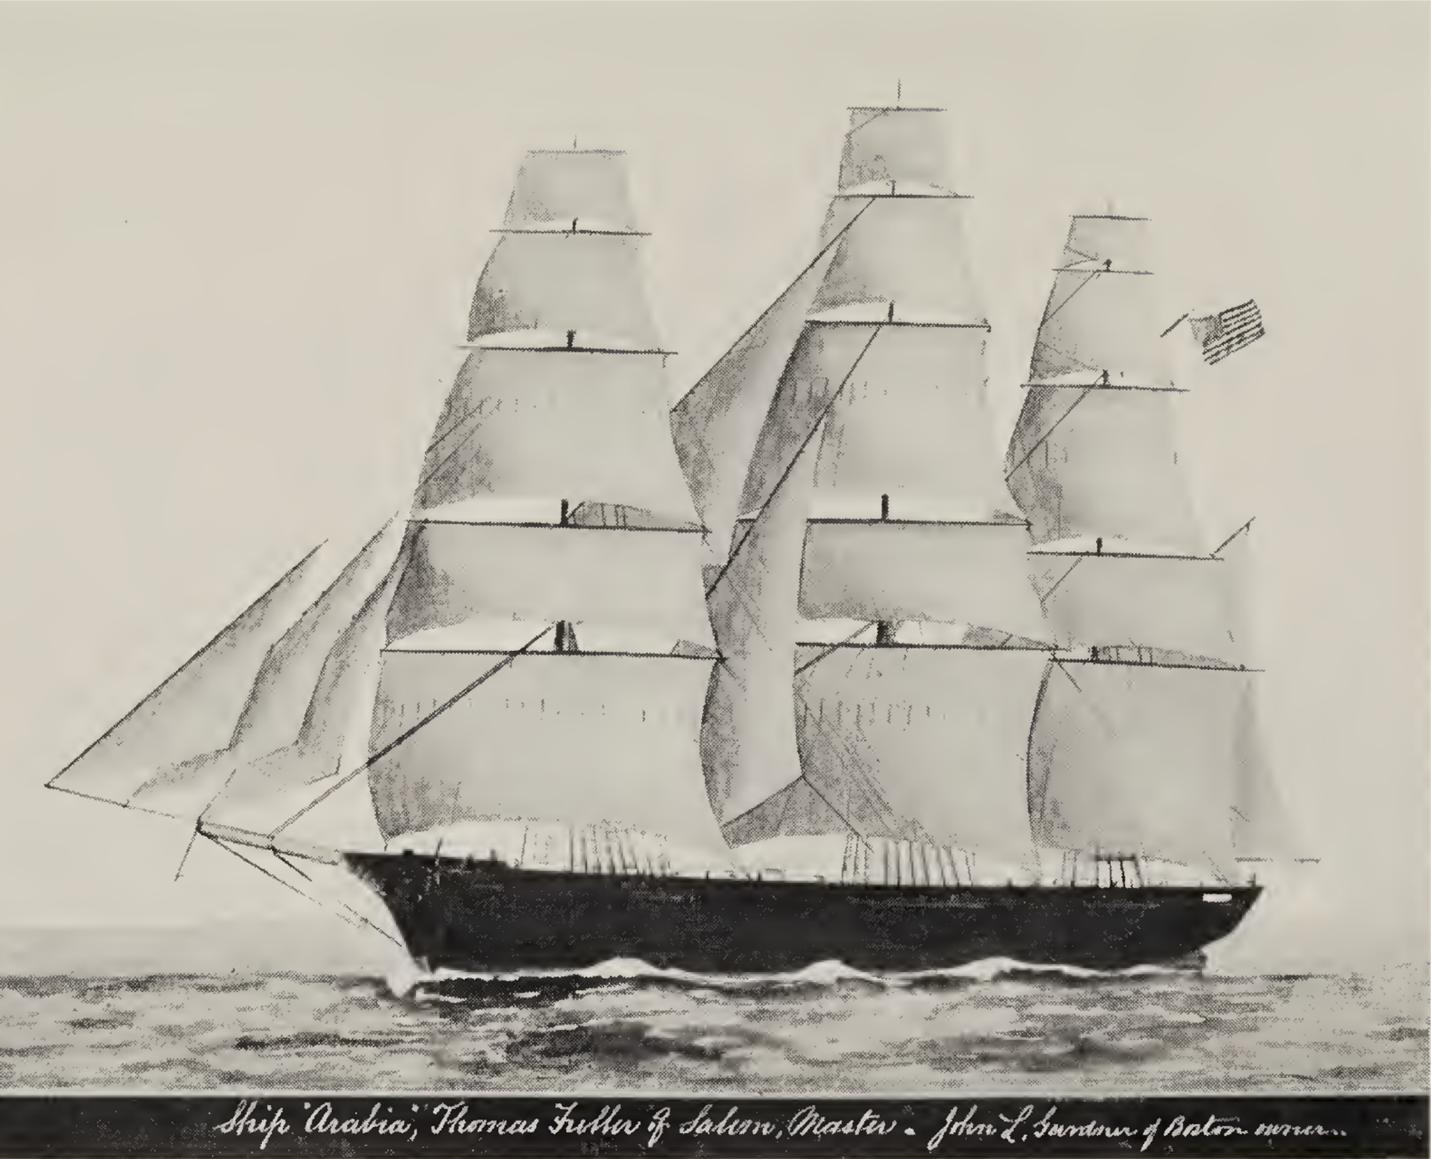 Ship "Arabia", Thomas Fuller of Salem, Master - John L. Gardner of Boston owner.